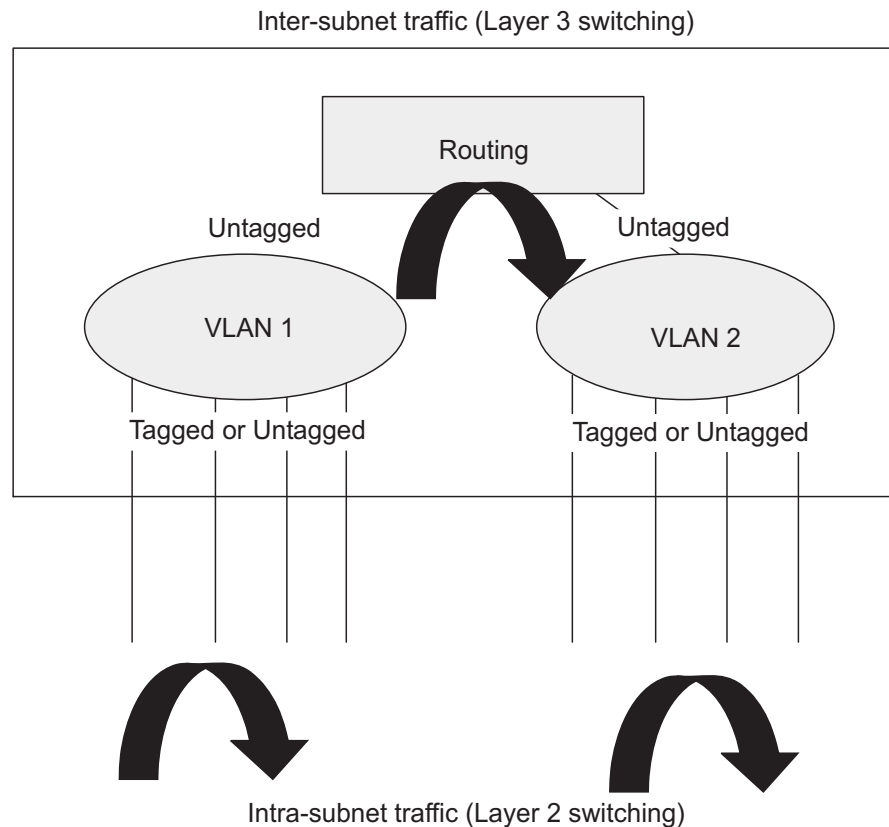 Inter-subnet traffic (Layer 3 switching)
Routing
Untagged
Untagged
VLAN 1
VLAN 2
Tagged or Untagged
Tagged or Untagged
Intra-subnet traffic (Layer 2 switching)